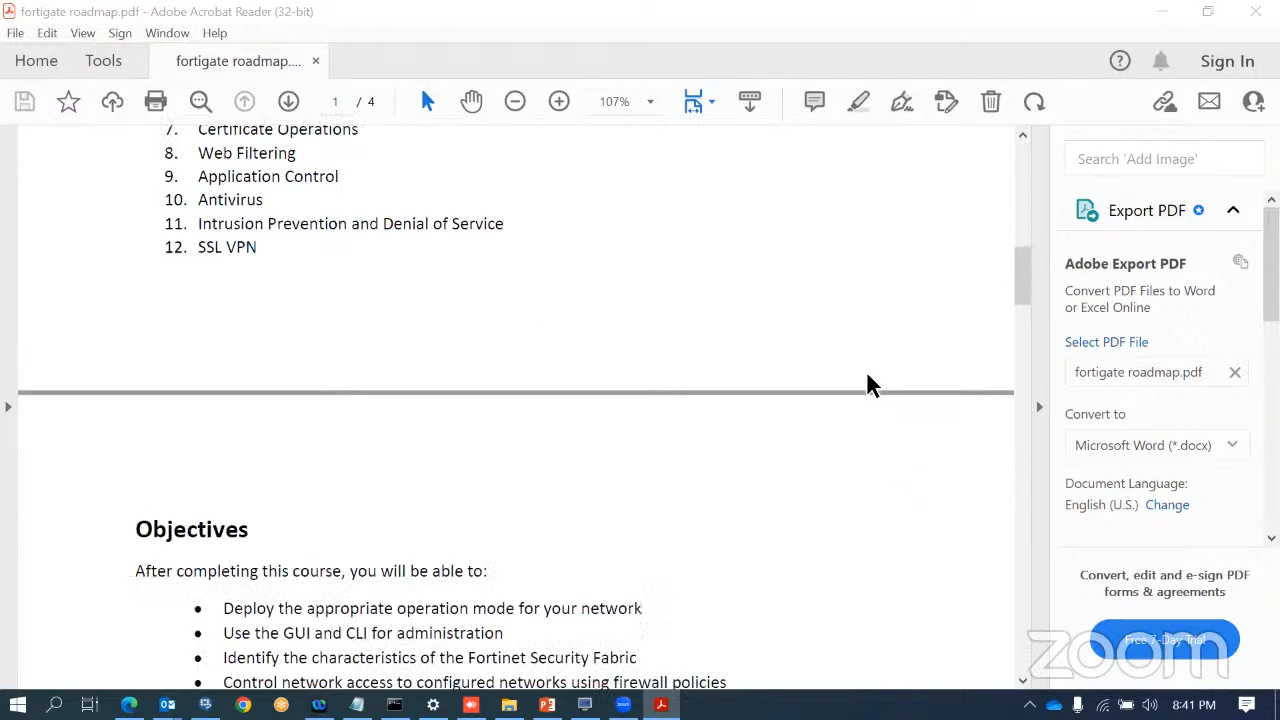 fortigate roadmap.pdf - Adobe Acrobat Reader (32-bit)
File Edit View Sign Window Help
Home Tools fortigate roadmap.... × Sign In
1 / 4 107%
7. Certificate Operations
8. Web Filtering
9. Application Control
10. Antivirus
11. Intrusion Prevention and Denial of Service
12. SSL VPN
Objectives
After completing this course, you will be able to:
• Deploy the appropriate operation mode for your network
• Use the GUI and CLI for administration
• Identify the characteristics of the Fortinet Security Fabric
• Control network access to configured networks using firewall policies
Search 'Add Image'
Export PDF
Adobe Export PDF
Convert PDF Files to Word
or Excel Online
Select PDF File
fortigate roadmap.pdf
Convert to
Microsoft Word (*.docx)
Document Language:
English (U.S.) Change
Convert, edit and e-sign PDF
forms & agreements
Free 7-Day Trial
zoom
8:41 PM